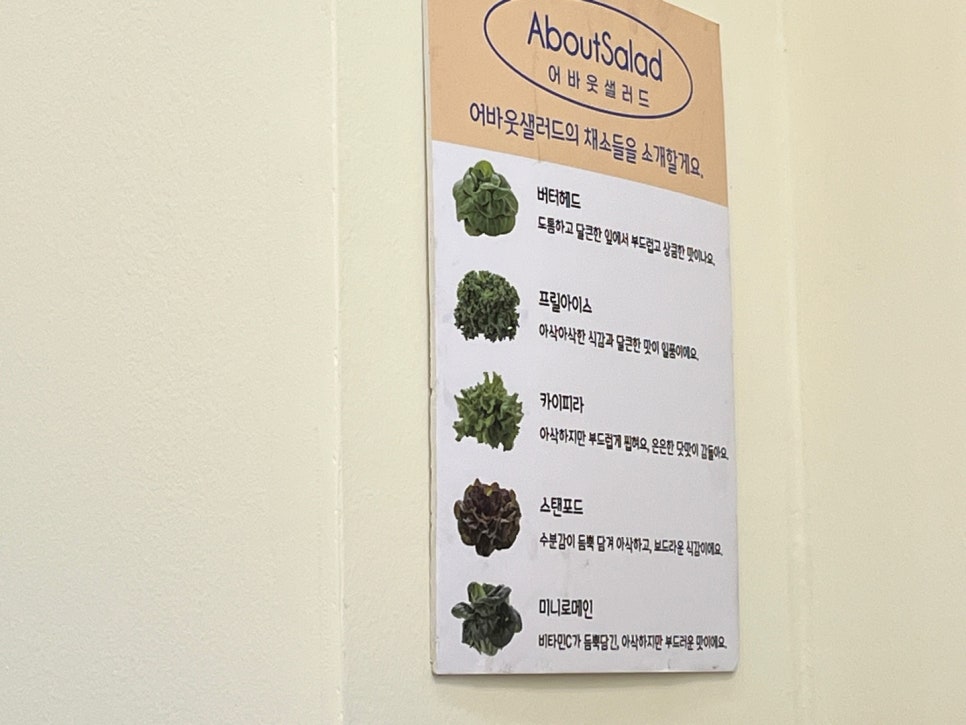 AboutSalad
어바웃샐러드
어바웃샐러드의 채소들을 소개할게요.
버터헤드
도톰하고 달큰한 잎에서 부드럽고 상큼한 맛이나요.
프릴아이스
아삭아삭한 식감과 달큰한 맛이 일품이에요.
카이피라
아삭하지만 부드럽게 씹혀요, 은은한 단맛이 감돌아요.
스탠포드
수분감이 듬뿍 담겨 아삭하고, 보드라운 식감이에요.
미니로메인
비타민C가 듬뿍담긴, 아삭하지만 부드러운 맛이에요.